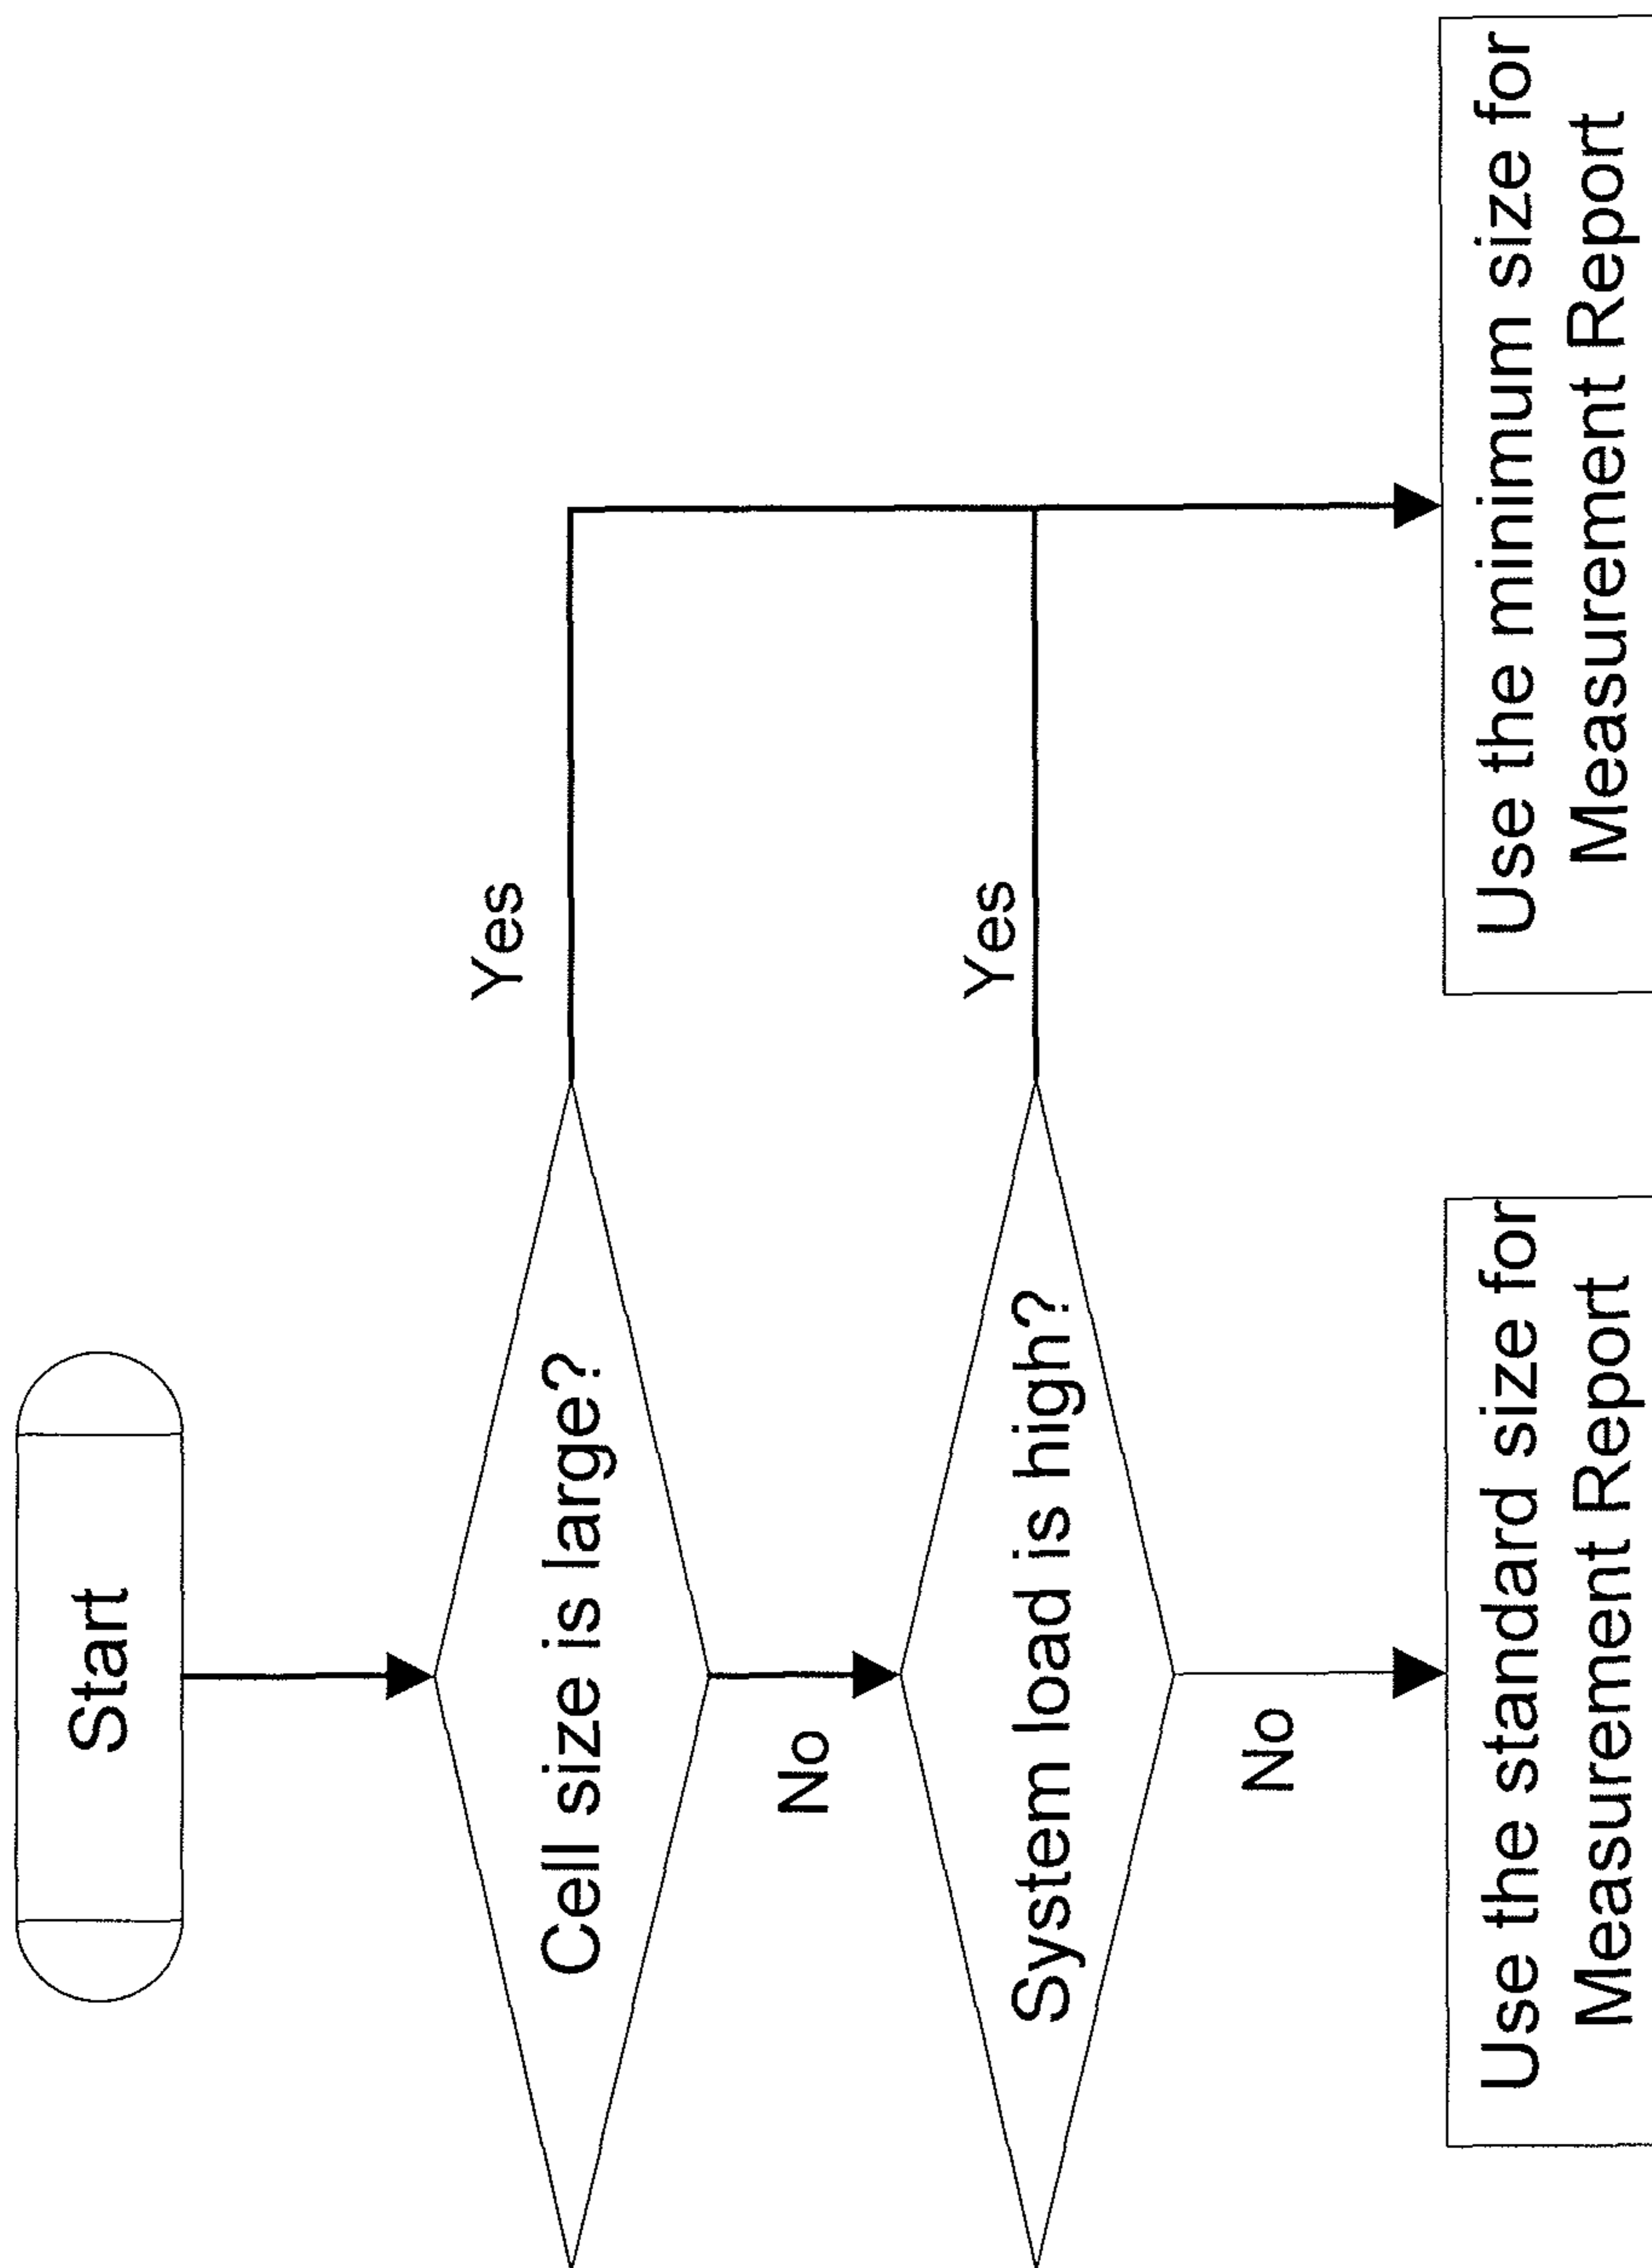 Start
Cell size is large?
Yes
No
System load is high?
Yes
No
Use the standard size for
Measurement Report
Use the minimum size for
Measurement Report